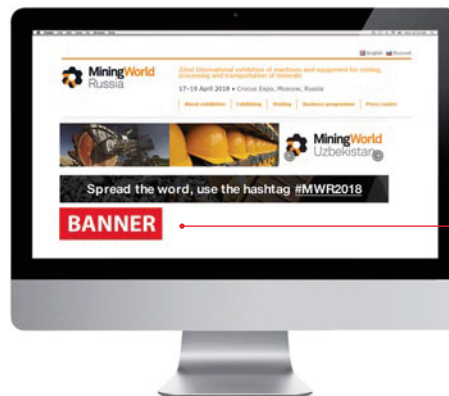 English
Русский
MiningWorld
Russia
22nd International exhibition of machines and equipment for mining,
processing and transportation of minerals
17–19 April 2018 • Crocus Expo, Moscow, Russia
About exhibition
Exhibiting
Visiting
Business programme
Press centre
MiningWorld
Uzbekistan
Spread the word, use the hashtag #MWR2018
BANNER